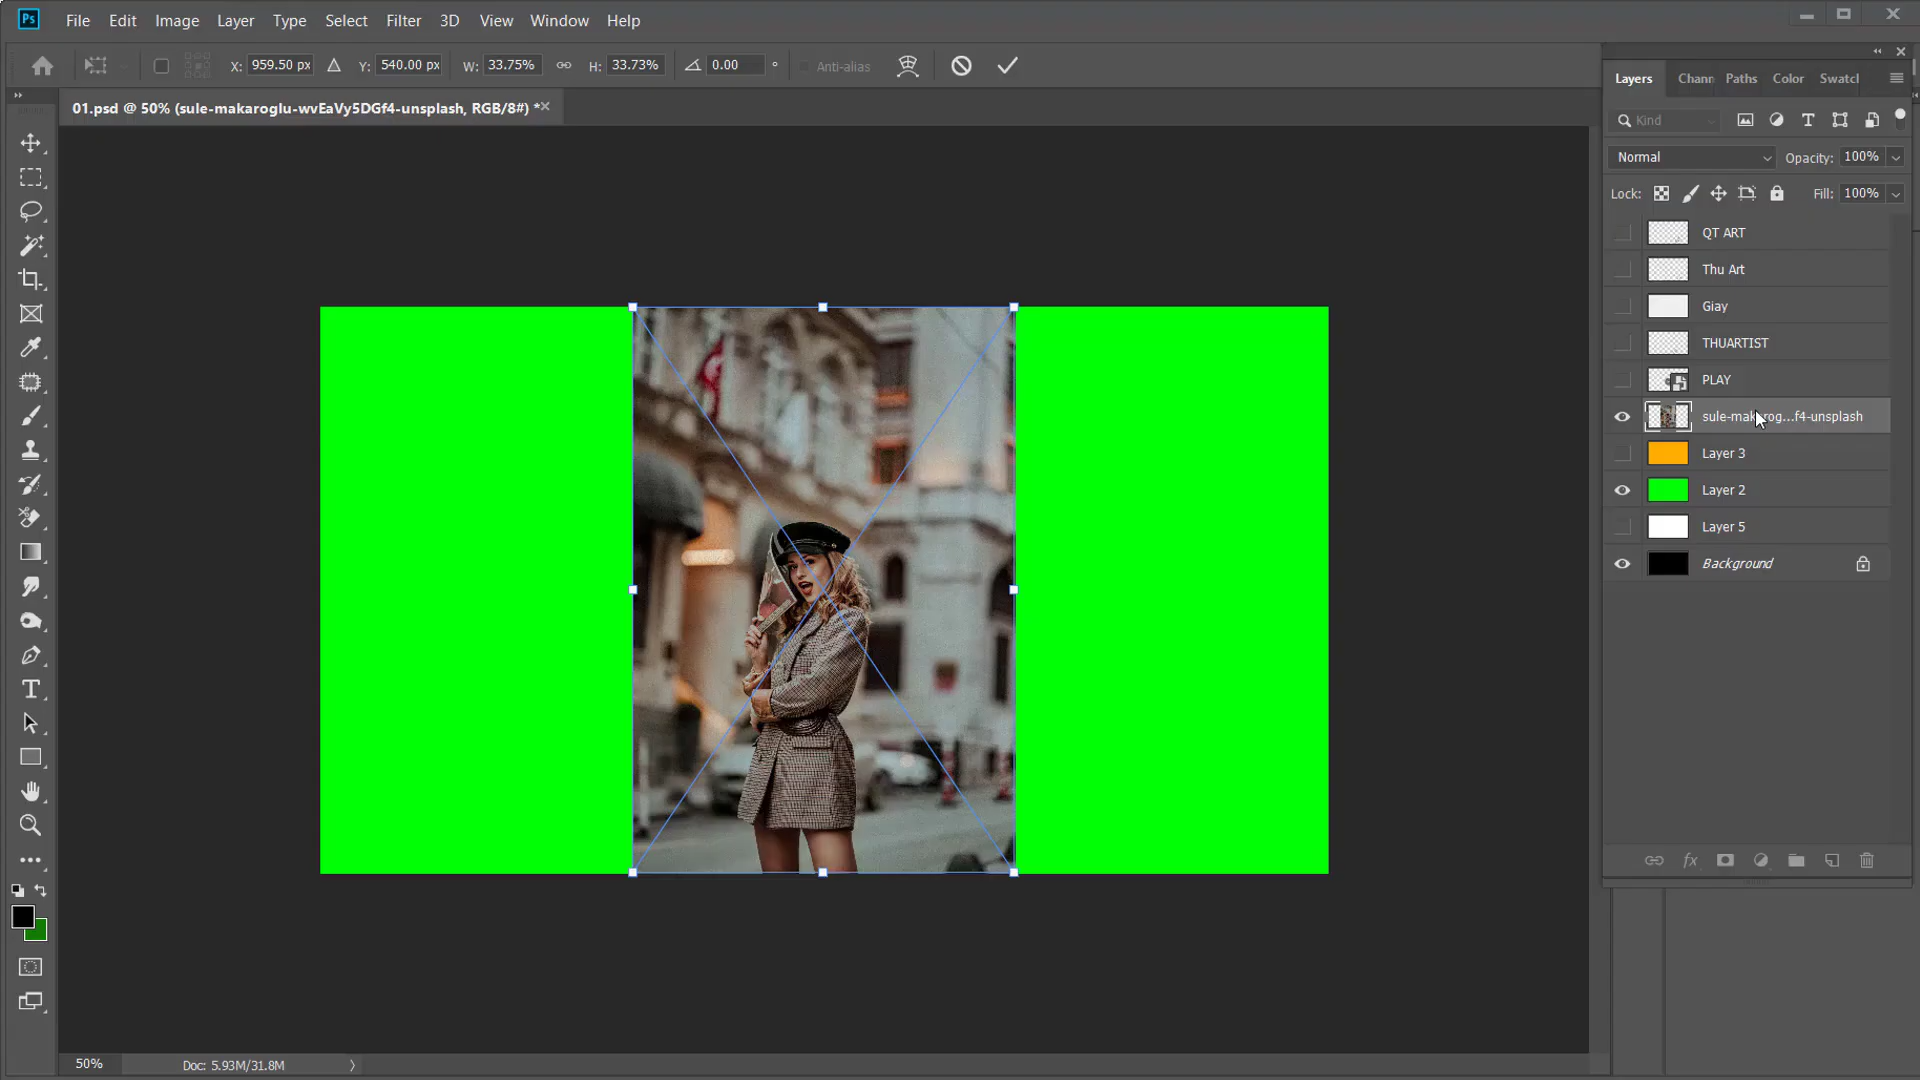 Ps File Edit Image Layer Type Select Filter 3D View Window Help
X: 959.50 px Y: 540.00 px W: 33.75% H: 33.73% 0.00 ° Anti-alias
01.psd @ 50% (sule-makaroglu-wvEaVy5DGf4-unsplash, RGB/8#) *
Layers Chann Paths Color Swatch
Kind
Normal Opacity: 100%
Lock: Fill: 100%
QT ART
Thu Art
Giay
THUARTIST
PLAY
sule-makarog...f4-unsplash
Layer 3
Layer 2
Layer 5
Background
fx
50% Doc: 5.93M/31.8M